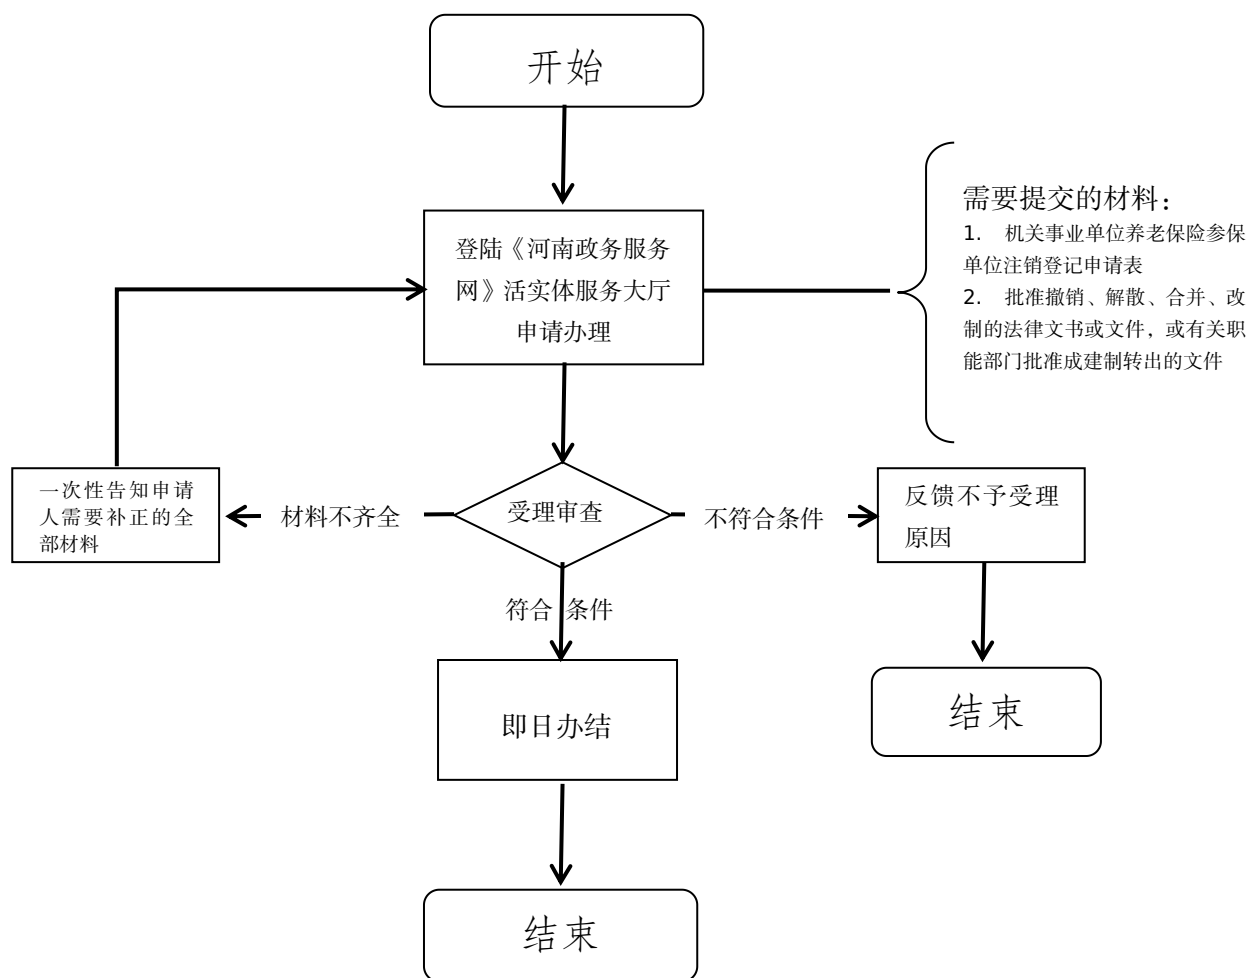 开始
需要提交的材料：
1. 机关事业单位养老保险参保
单位注销登记申请表
2. 批准撤销、解散、合并、改
制的法律文书或文件，或有关职
能部门批准成建制转出的文件
登陆《河南政务服务
网》活实体服务大厅
申请办理
一次性告知申请
人需要补正的全
部材料
材料不齐全
受理审查
不符合条件
反馈不予受理
原因
符合 条件
即日办结
结束
结束